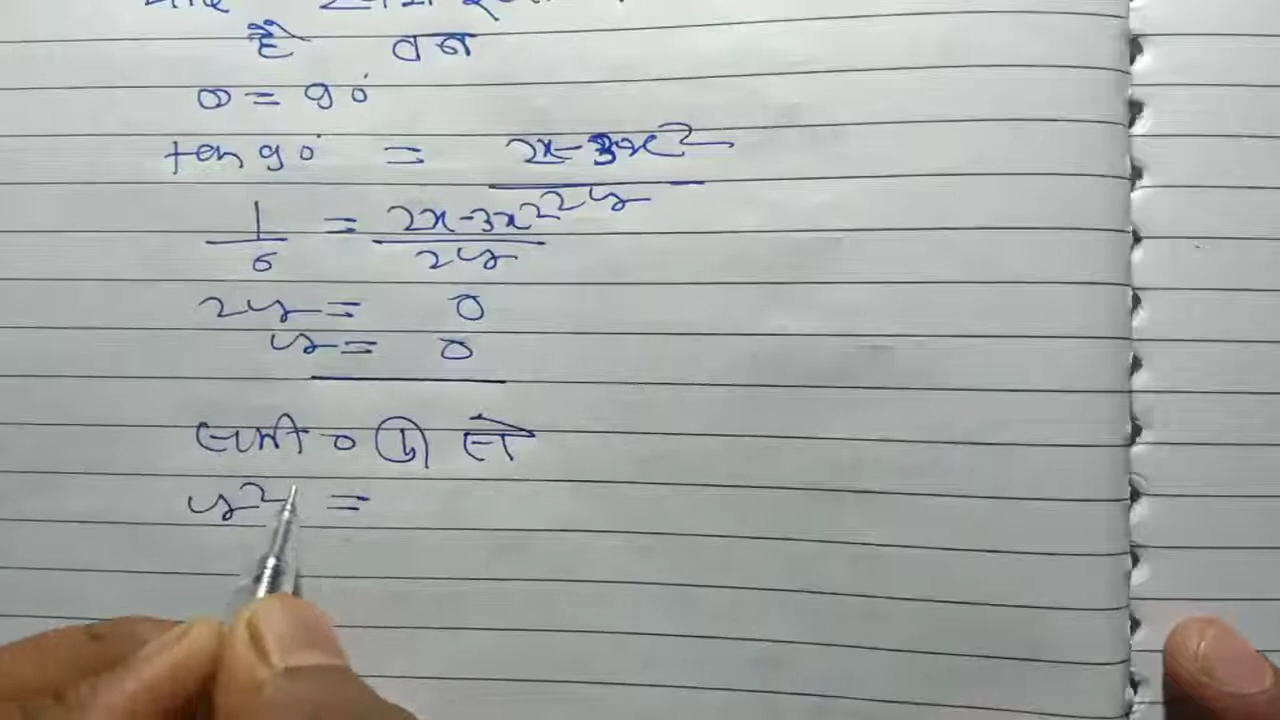 है तब
θ = 90°
tan 90° = 2x-3x² / 2y
1/0 = 2x-3x² / 2y
2y = 0
y = 0
समी० ① से
y² =